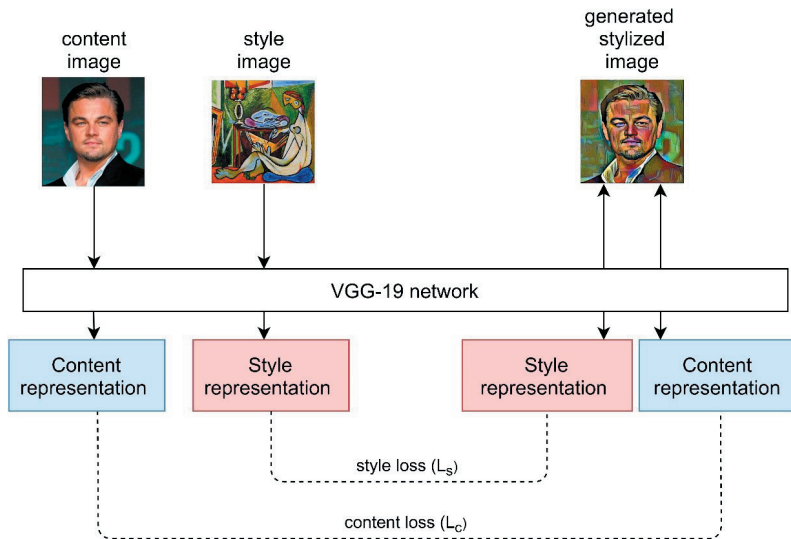 content
image
style
image
generated
stylized
image
VGG-19 network
Content
representation
Style
representation
Style
representation
Content
representation
style loss (Ls)
content loss (Lc)